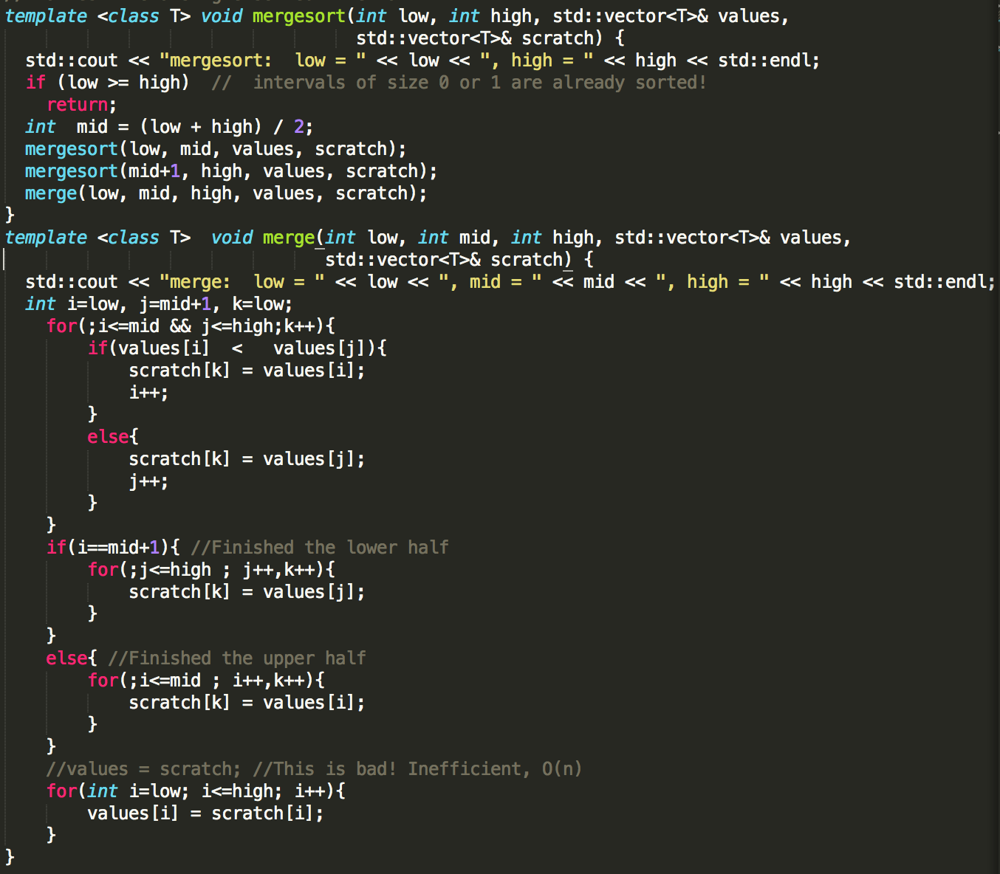 template <class T> void mergesort(int low, int high, std::vector<T>& values,
                                  std::vector<T>& scratch) {
  std::cout << "mergesort:  low = " << low << ", high = " << high << std::endl;
  if (low >= high)  //  intervals of size 0 or 1 are already sorted!
    return;
  int  mid = (low + high) / 2;
  mergesort(low, mid, values, scratch);
  mergesort(mid+1, high, values, scratch);
  merge(low, mid, high, values, scratch);
}
template <class T>  void merge(int low, int mid, int high, std::vector<T>& values,
                               std::vector<T>& scratch) {
  std::cout << "merge:  low = " << low << ", mid = " << mid << ", high = " << high << std::endl;
  int i=low, j=mid+1, k=low;
    for(;i<=mid && j<=high;k++){
        if(values[i]  <   values[j]){
            scratch[k] = values[i];
            i++;
        }
        else{
            scratch[k] = values[j];
            j++;
        }
    }
    if(i==mid+1){ //Finished the lower half
        for(;j<=high ; j++,k++){
            scratch[k] = values[j];
        }
    }
    else{ //Finished the upper half
        for(;i<=mid ; i++,k++){
            scratch[k] = values[i];
        }
    }
    //values = scratch; //This is bad! Inefficient, O(n)
    for(int i=low; i<=high; i++){
        values[i] = scratch[i];
    }
}